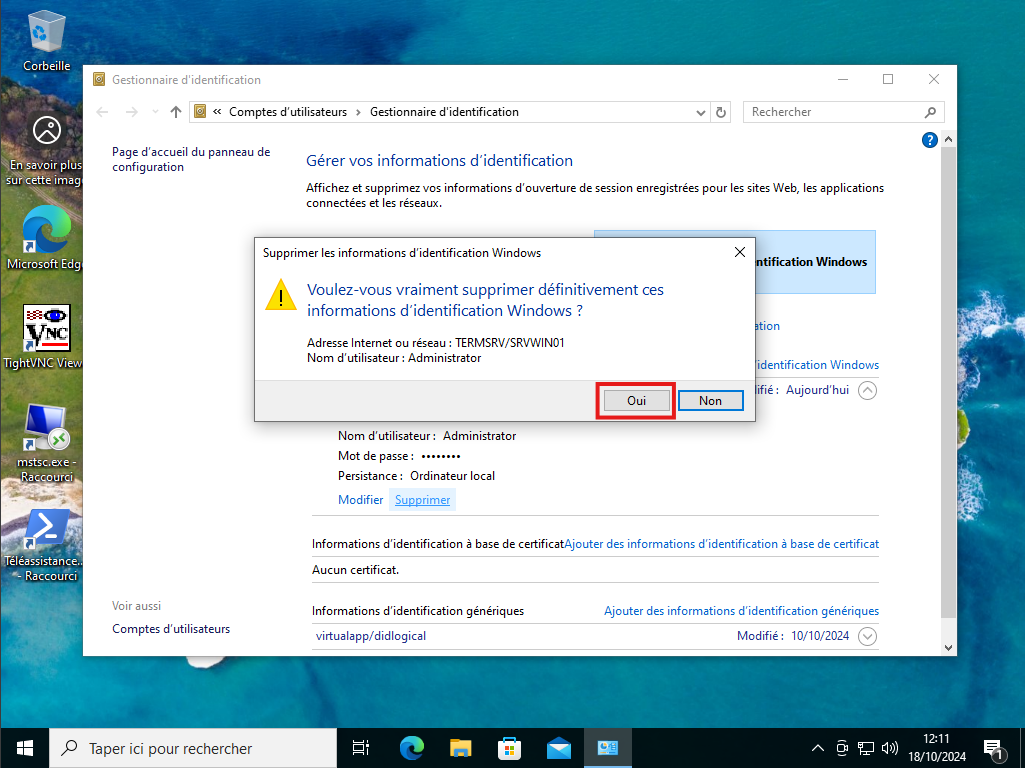 Corbeille
En savoir plus
sur cette imag
Microsoft Edg
VNC
TightVNC View
mstsc.exe -
Raccourci
Téléassistance...
- Raccourci
Gestionnaire d'identification
« Comptes d'utilisateurs > Gestionnaire d'identification
Rechercher
Page d'accueil du panneau de
configuration
Gérer vos informations d'identification
Affichez et supprimez vos informations d'ouverture de session enregistrées pour les sites Web, les applications
connectées et les réseaux.
ntification Windows
ation
'identification Windows
ifié : Aujourd'hui
Supprimer les informations d'identification Windows
Voulez-vous vraiment supprimer définitivement ces
informations d'identification Windows ?
Adresse Internet ou réseau : TERMSRV/SRVWIN01
Nom d'utilisateur : Administrator
Oui
Non
Nom d'utilisateur : Administrator
Mot de passe : ••••••••
Persistance : Ordinateur local
Modifier Supprimer
Informations d'identification à base de certificat Ajouter des informations d'identification à base de certificat
Aucun certificat.
Informations d'identification génériques Ajouter des informations d'identification génériques
virtualapp/didlogical Modifié : 10/10/2024
Voir aussi
Comptes d'utilisateurs
Taper ici pour rechercher
12:11
18/10/2024
1